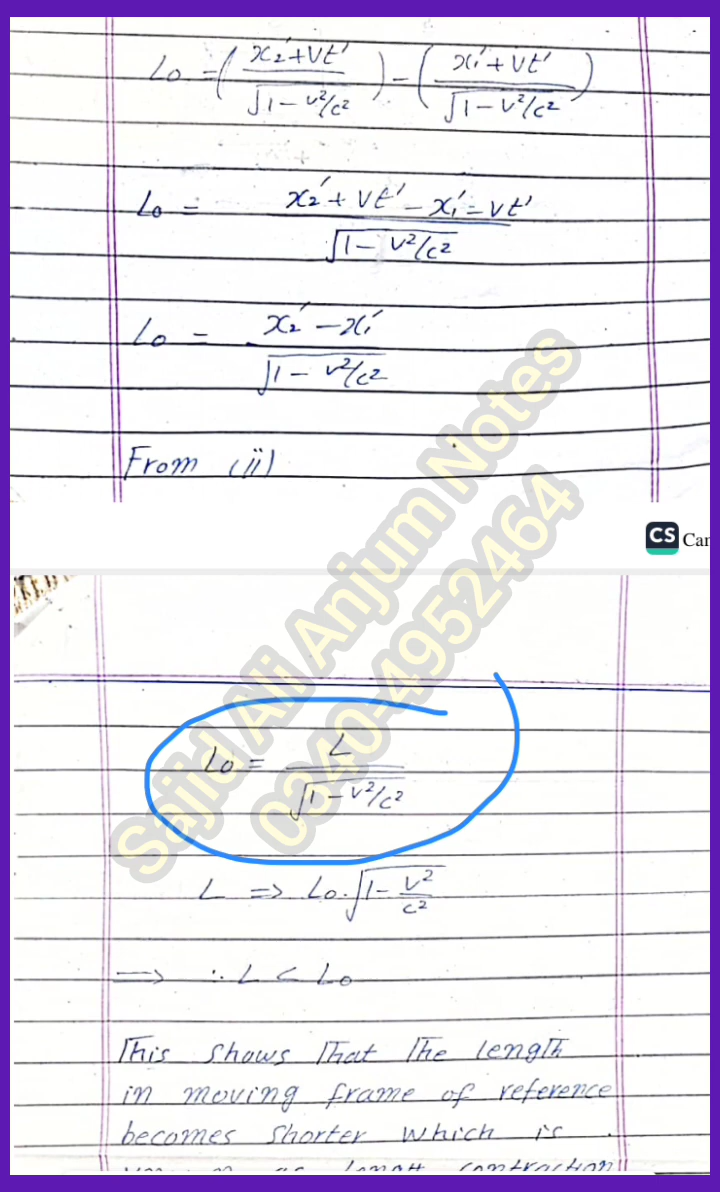 L₀ = ( x₂′ + Vt′ / √1 − v²/c² ) − ( x₁′ + Vt′ / √1 − v²/c² )
L₀ = x₂′ + Vt′ − x₁′ − Vt′ / √1 − v²/c²
L₀ = x₂′ − x₁′ / √1 − v²/c²
From (ii)
CS
L₀ = L / √1 − v²/c²
L => L₀.√1 − v²/c²
=> ∴ L < L₀
This shows That The length
in moving frame of reference
becomes shorter which is
as
contraction
Sajid Ali Anjum Notes
0340-4952464